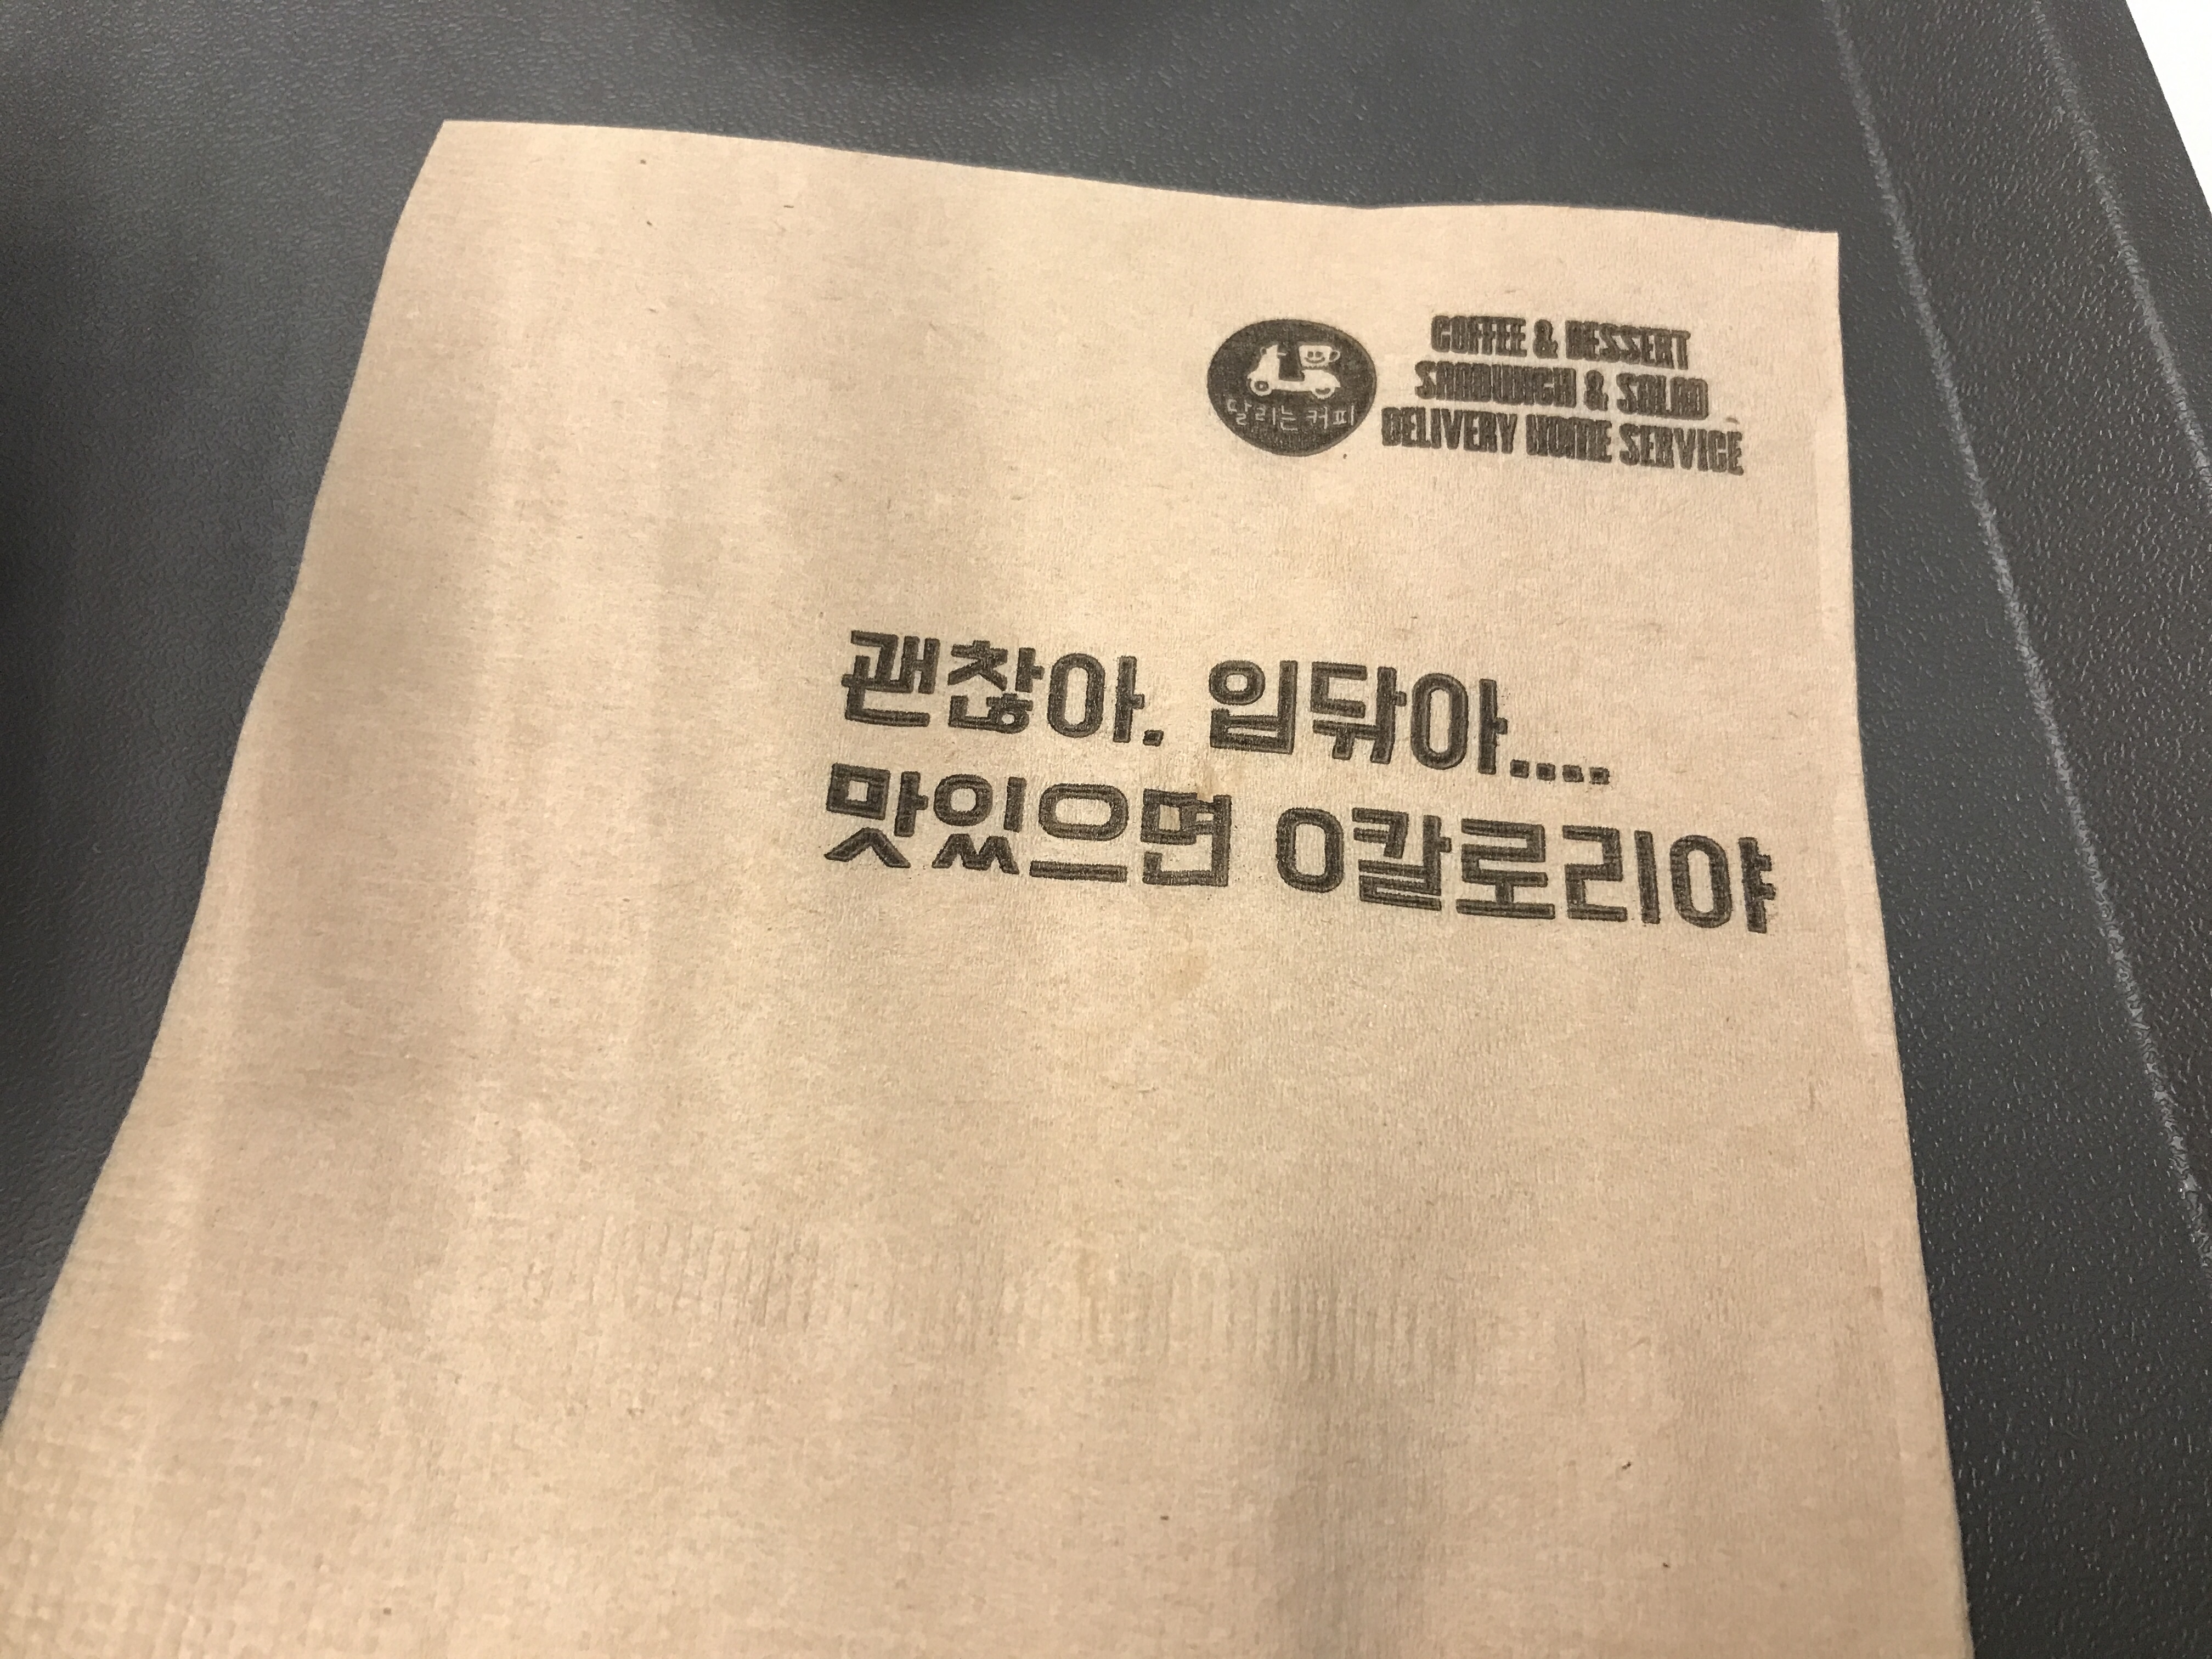 달리는 커피
COFFEE & DESSERT
SANDWICH & SALAD
DELIVERY HOME SERVICE
괜찮아. 입닦아....
맛있으면 0칼로리야